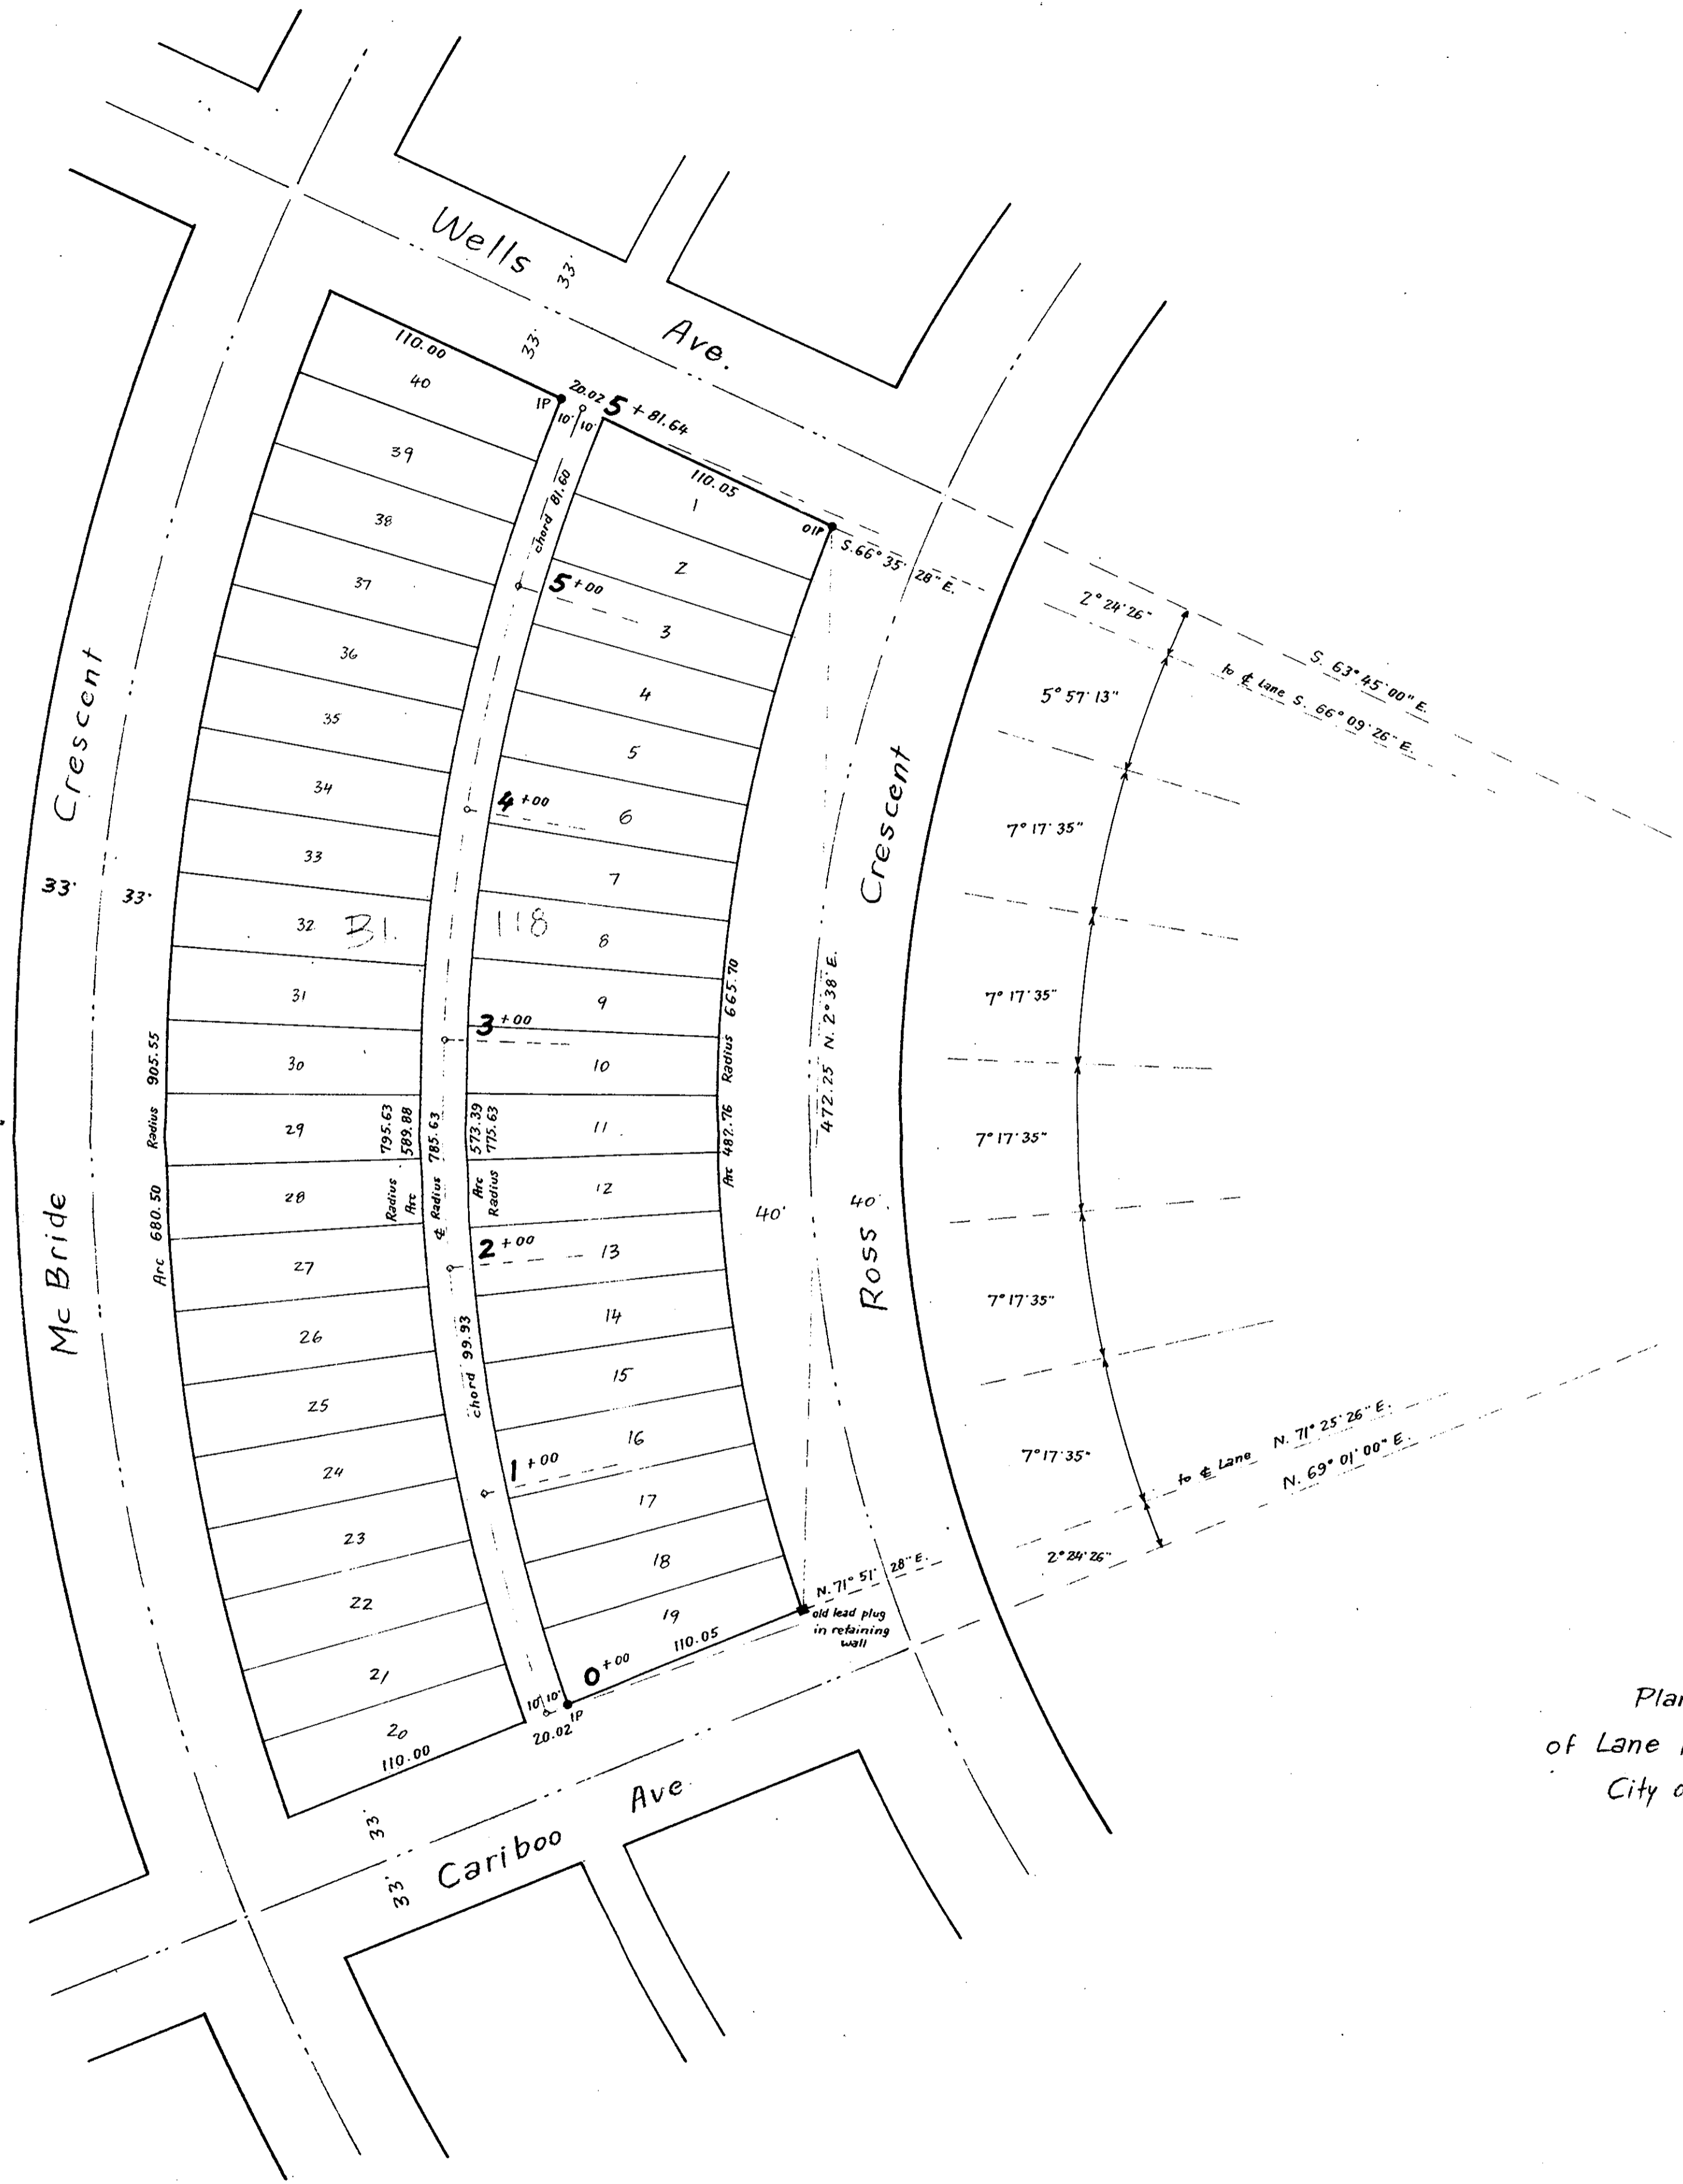 Wells Ave.
33'
33'
110.00
40
IP
20.02
5+81.64
10' 10'
39
chord 81.60
110.05
1
OIP
S. 66° 35' 28" E.
38
2
5+00
37
3
2° 24' 26"
S. 63° 45' 00" E.
to ℄ Lane S. 66° 09' 26" E.
36
4
5° 57' 13"
35
5
34
4+00
6
7° 17' 35"
33
7
McBride Crescent
33'
33'
32
Bl. 118
8
31
9
7° 17' 35"
3+00
30
10
Arc 680.50 Radius 905.55
29
Radius 795.63
Arc 589.88
℄ Radius 785.63
Arc 573.39
Radius 775.63
11
Arc 482.76 Radius 665.70
472.25 N. 2° 38' E.
7° 17' 35"
28
12
40'
40'
Ross Crescent
27
2+00
13
7° 17' 35"
26
14
chord 99.93
25
15
24
16
1+00
7° 17' 35"
to ℄ Lane N. 71° 25' 26" E.
N. 69° 01' 00" E.
23
17
22
18
2° 24' 26"
N. 71° 51' 28" E.
21
19
old lead plug
in retaining
wall
110.05
0+00
20
110.00
10' 10'
IP
20.02
33'
33'
Cariboo Ave.
Plan
of Lane
City